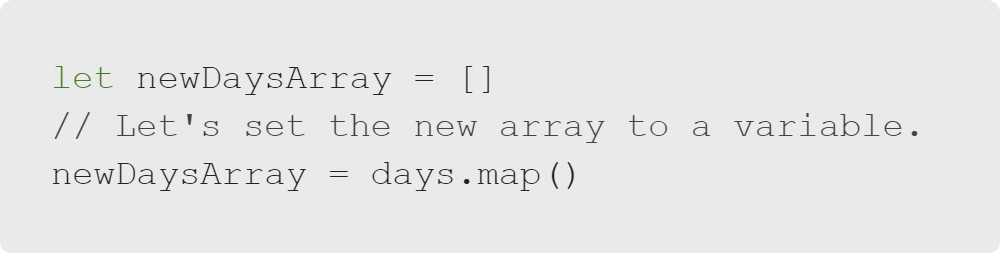 let newDaysArray = []
// Let's set the new array to a variable.
newDaysArray = days.map()